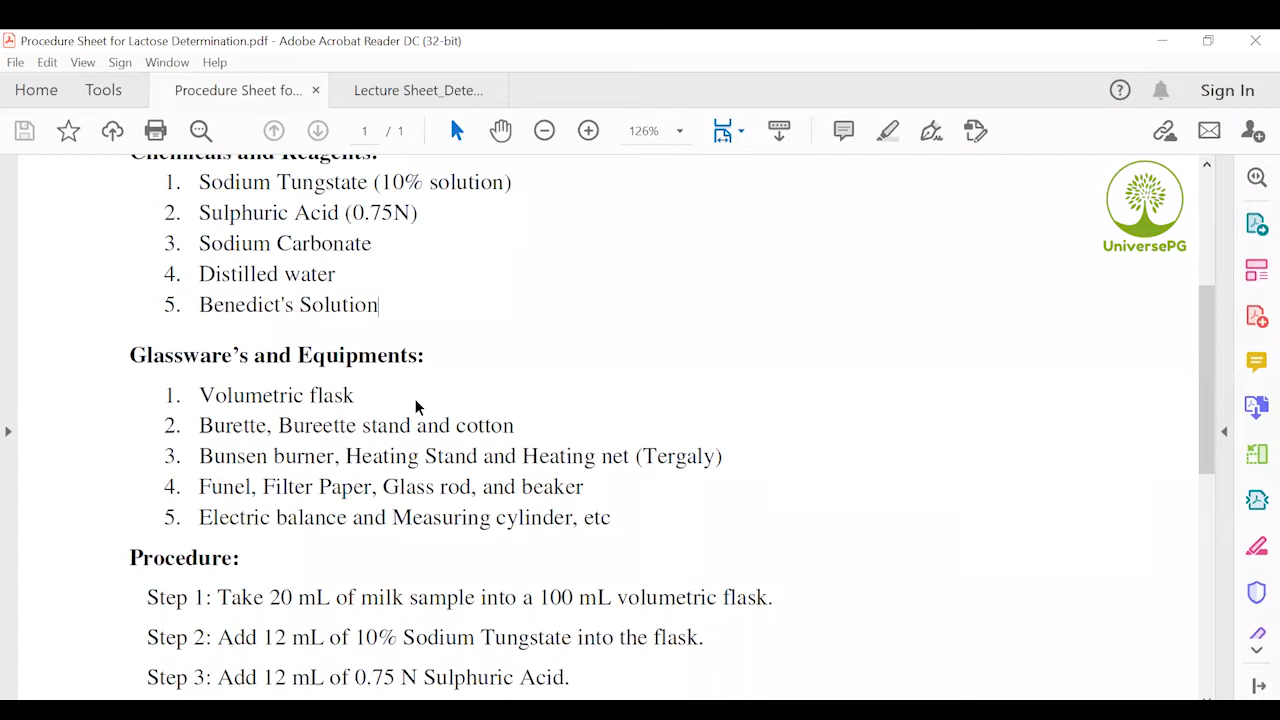 Procedure Sheet for Lactose Determination.pdf - Adobe Acrobat Reader DC (32-bit)
File Edit View Sign Window Help
Home Tools Procedure Sheet fo... × Lecture Sheet_Dete... Sign In
1 / 1 126%
Chemicals and Reagents:
1. Sodium Tungstate (10% solution)
2. Sulphuric Acid (0.75N)
3. Sodium Carbonate
4. Distilled water
5. Benedict's Solution
UniversePG
Glassware’s and Equipments:
1. Volumetric flask
2. Burette, Bureette stand and cotton
3. Bunsen burner, Heating Stand and Heating net (Tergaly)
4. Funel, Filter Paper, Glass rod, and beaker
5. Electric balance and Measuring cylinder, etc
Procedure:
Step 1: Take 20 mL of milk sample into a 100 mL volumetric flask.
Step 2: Add 12 mL of 10% Sodium Tungstate into the flask.
Step 3: Add 12 mL of 0.75 N Sulphuric Acid.